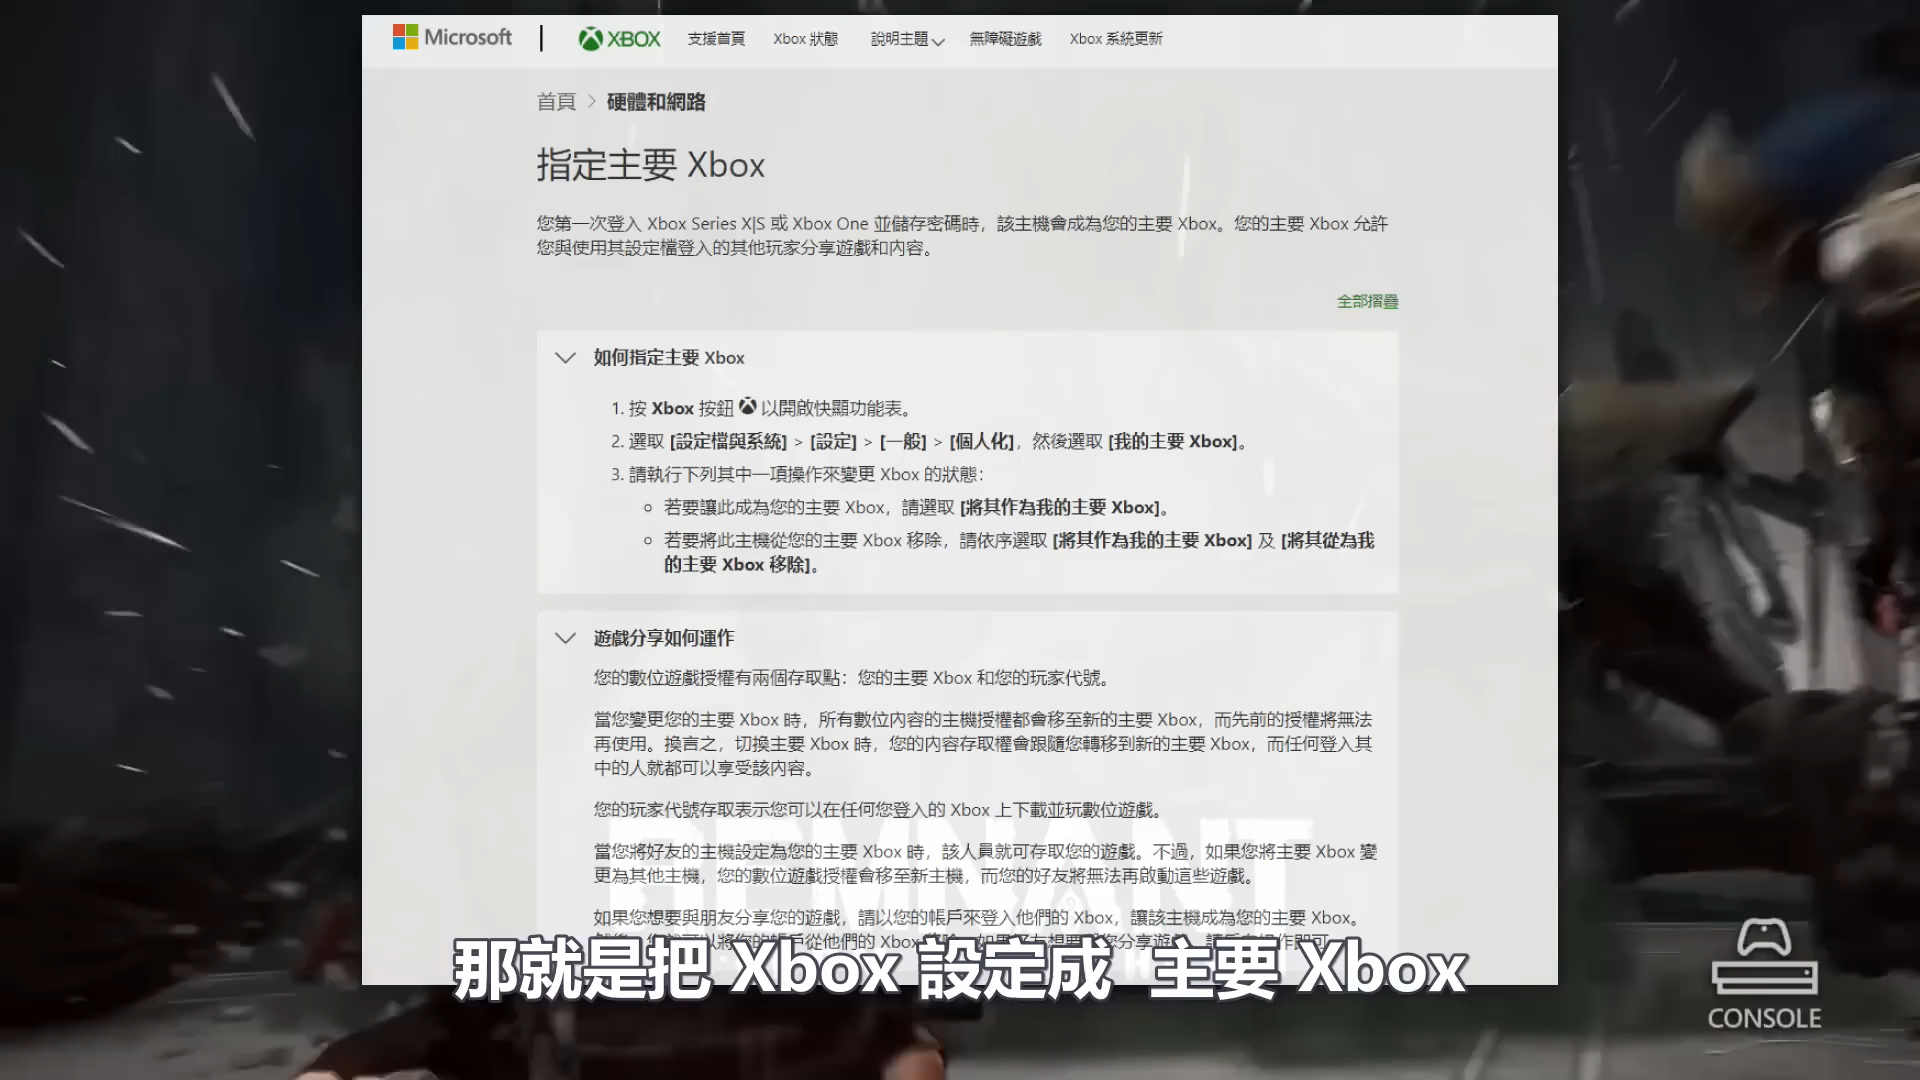 Microsoft XBOX 支援首頁 Xbox 狀態 說明主題 無障礙遊戲 Xbox 系統更新
首頁 > 硬體和網路
指定主要 Xbox
您第一次登入 Xbox Series X|S 或 Xbox One 並儲存密碼時，該主機會成為您的主要 Xbox。您的主要 Xbox 允許
您與使用其設定檔登入的其他玩家分享遊戲和內容。
全部摺疊
如何指定主要 Xbox
1. 按 Xbox 按鈕 以開啟快顯功能表。
2. 選取 [設定檔與系統] > [設定] > [一般] > [個人化]，然後選取 [我的主要 Xbox]。
3. 請執行下列其中一項操作來變更 Xbox 的狀態：
若要讓此成為您的主要 Xbox，請選取 [將其作為我的主要 Xbox]。
若要將此主機從您的主要 Xbox 移除，請依序選取 [將其作為我的主要 Xbox] 及 [將其從為我
的主要 Xbox 移除]。
遊戲分享如何運作
您的數位遊戲授權有兩個存取點：您的主要 Xbox 和您的玩家代號。
當您變更您的主要 Xbox 時，所有數位內容的主機授權都會移至新的主要 Xbox，而先前的授權將無法
再使用。換言之，切換主要 Xbox 時，您的內容存取權會跟隨您轉移到新的主要 Xbox，而任何登入其
中的人就都可以享受該內容。
您的玩家代號存取表示您可以在任何您登入的 Xbox 上下載並玩數位遊戲。
REMNANT
當您將好友的主機設定為您的主要 Xbox 時，該人員就可存取您的遊戲。不過，如果您將主要 Xbox 變
更為其他主機，您的數位遊戲授權會移至新主機，而您的好友將無法再啟動這些遊戲。
如果您想要與朋友分享您的遊戲，請以您的帳戶來登入他們的 Xbox，讓該主機成為您的主要 Xbox。
那就是把 Xbox 設定成 主要 Xbox
CONSOLE